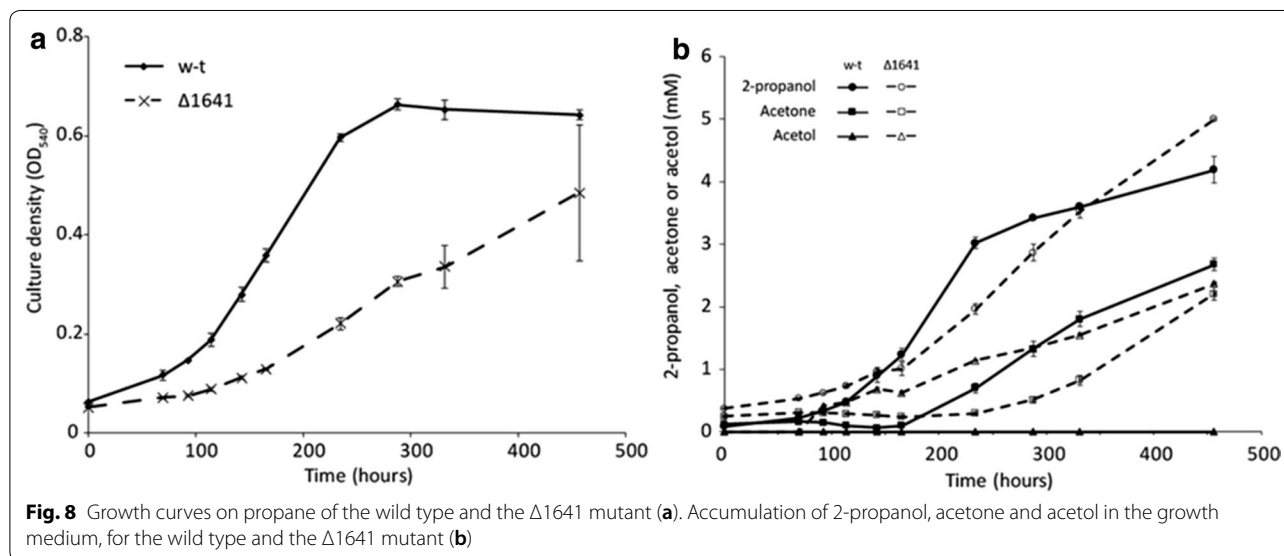 a
0.8
0.6
0.4
0.2
0
Culture density (OD540)
w-t
Δ1641
0 100 200 300 400 500
Time (hours)
b
6
5
4
3
2
1
0
2-propanol, acetone or acetol (mM)
w-t Δ1641
2-propanol
Acetone
Acetol
0 100 200 300 400 500
Time (hours)
Fig. 8 Growth curves on propane of the wild type and the Δ1641 mutant (a). Accumulation of 2-propanol, acetone and acetol in the growth
medium, for the wild type and the Δ1641 mutant (b)